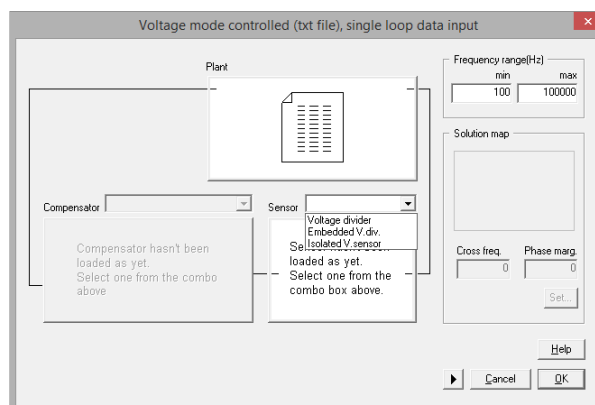 Voltage mode controlled (txt file), single loop data input
Plant
Frequency range(Hz)
min max
100 100000
Solution map
Compensator
Sensor
Voltage divider
Embedded V.div.
Isolated V.sensor
Compensator hasn't been
loaded as yet.
Select one from the combo
above
loaded as yet.
Select one from the
combo box above.
Cross freq. Phase marg.
0 0
Set...
Help
Cancel OK